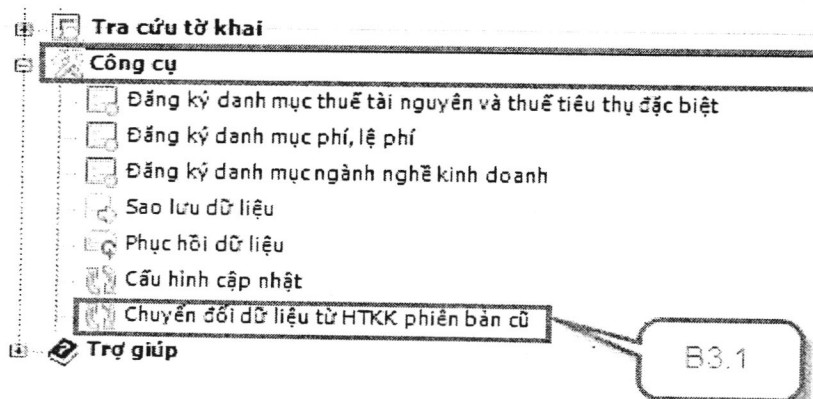 Tra cứu tờ khai
Công cụ
Đăng ký danh mục thuế tài nguyên và thuế tiêu thụ đặc biệt
Đăng ký danh mục phí, lệ phí
Đăng ký danh mục ngành nghề kinh doanh
Sao lưu dữ liệu
Phục hồi dữ liệu
Cấu hình cập nhật
Chuyển đổi dữ liệu từ HTKK phiên bản cũ
Trợ giúp
B3.1